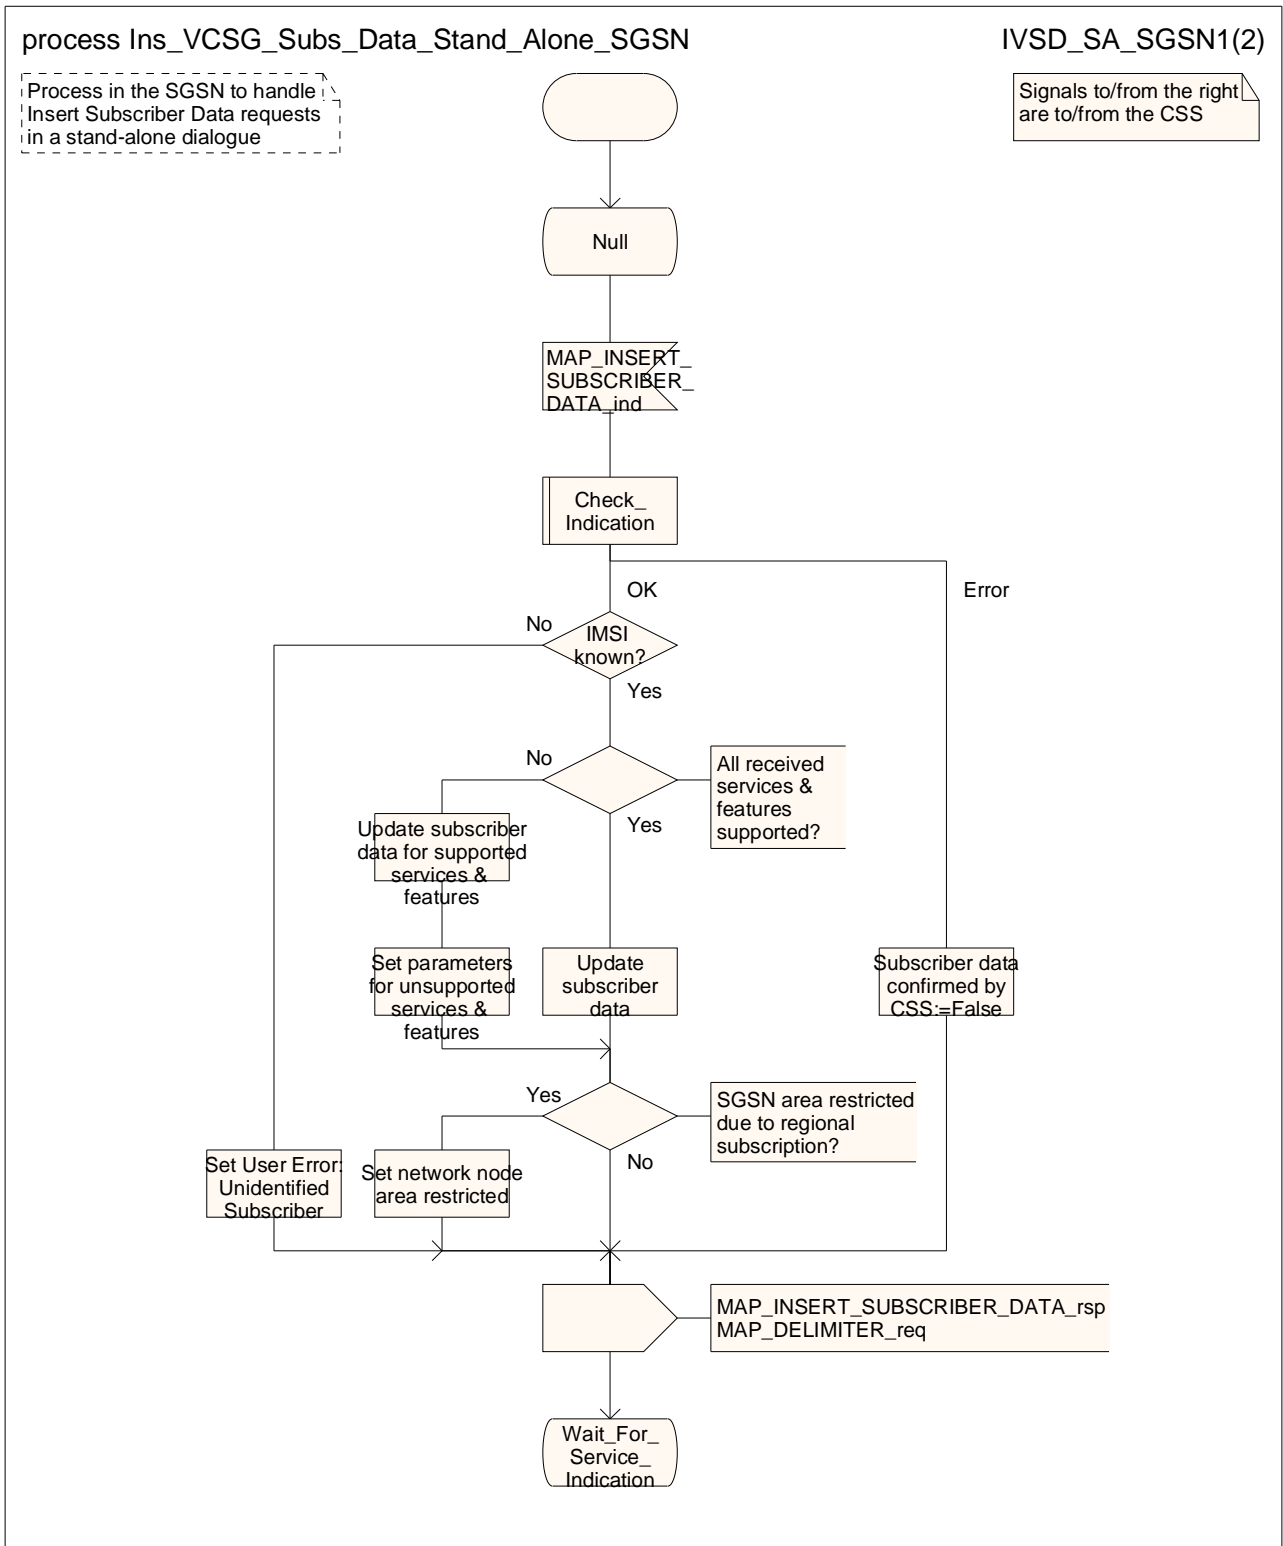 process Ins_VCSG_Subs_Data_Stand_Alone_SGSN
IVSD_SA_SGSN1(2)
Process in the SGSN to handle
Insert Subscriber Data requests
in a stand-alone dialogue
Signals to/from the right
are to/from the CSS
Null
MAP_INSERT_
SUBSCRIBER_
DATA_ind
Check_
Indication
OK
Error
No
IMSI
known?
Yes
No
All received
services &
features
supported?
Yes
Update subscriber
data for supported
services &
features
Set parameters
for unsupported
services &
features
Update
subscriber
data
Subscriber data
confirmed by
CSS:=False
Yes
SGSN area restricted
due to regional
subscription?
No
Set User Error:
Unidentified
Subscriber
Set network node
area restricted
MAP_INSERT_SUBSCRIBER_DATA_rsp
MAP_DELIMITER_req
Wait_For_
Service_
Indication